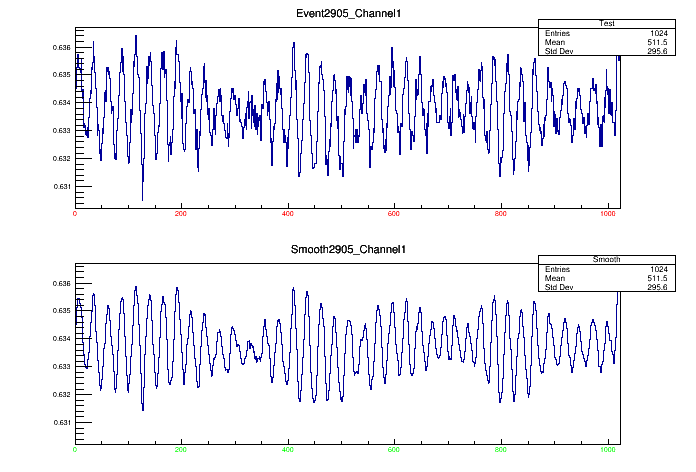 Event2905_Channel1
Test
Entries 1024
Mean 511.5
Std Dev 295.6
0.636
0.635
0.634
0.633
0.632
0.631
0 200 400 600 800 1000
Smooth2905_Channel1
Smooth
Entries 1024
Mean 511.5
Std Dev 295.6
0.636
0.635
0.634
0.633
0.632
0.631
0 200 400 600 800 1000